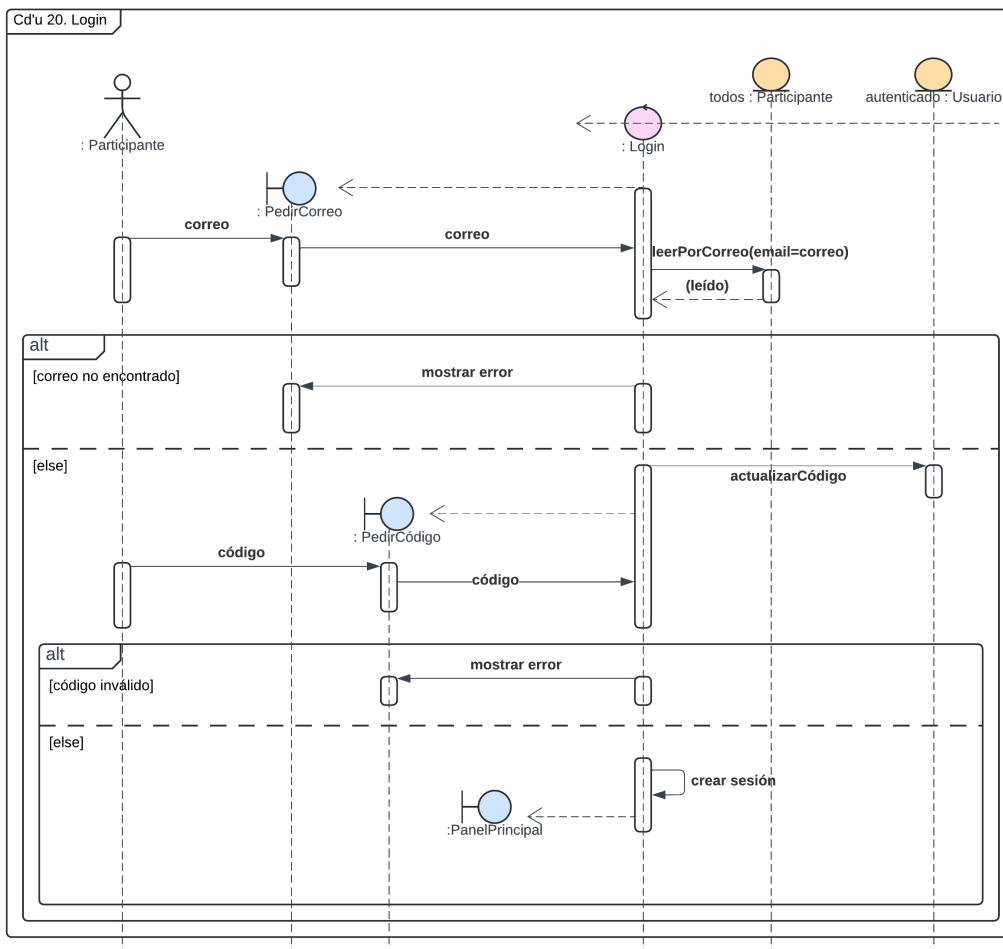 Cd'u 20. Login
todos : Participante
autenticado : Usuario
: Participante
: Login
: PedirCorreo
correo
correo
leerPorCorreo(email=correo)
(leído)
alt
[correo no encontrado]
mostrar error
[else]
actualizarCódigo
: PedirCódigo
código
código
alt
[código inválido]
mostrar error
[else]
crear sesión
:PanelPrincipal